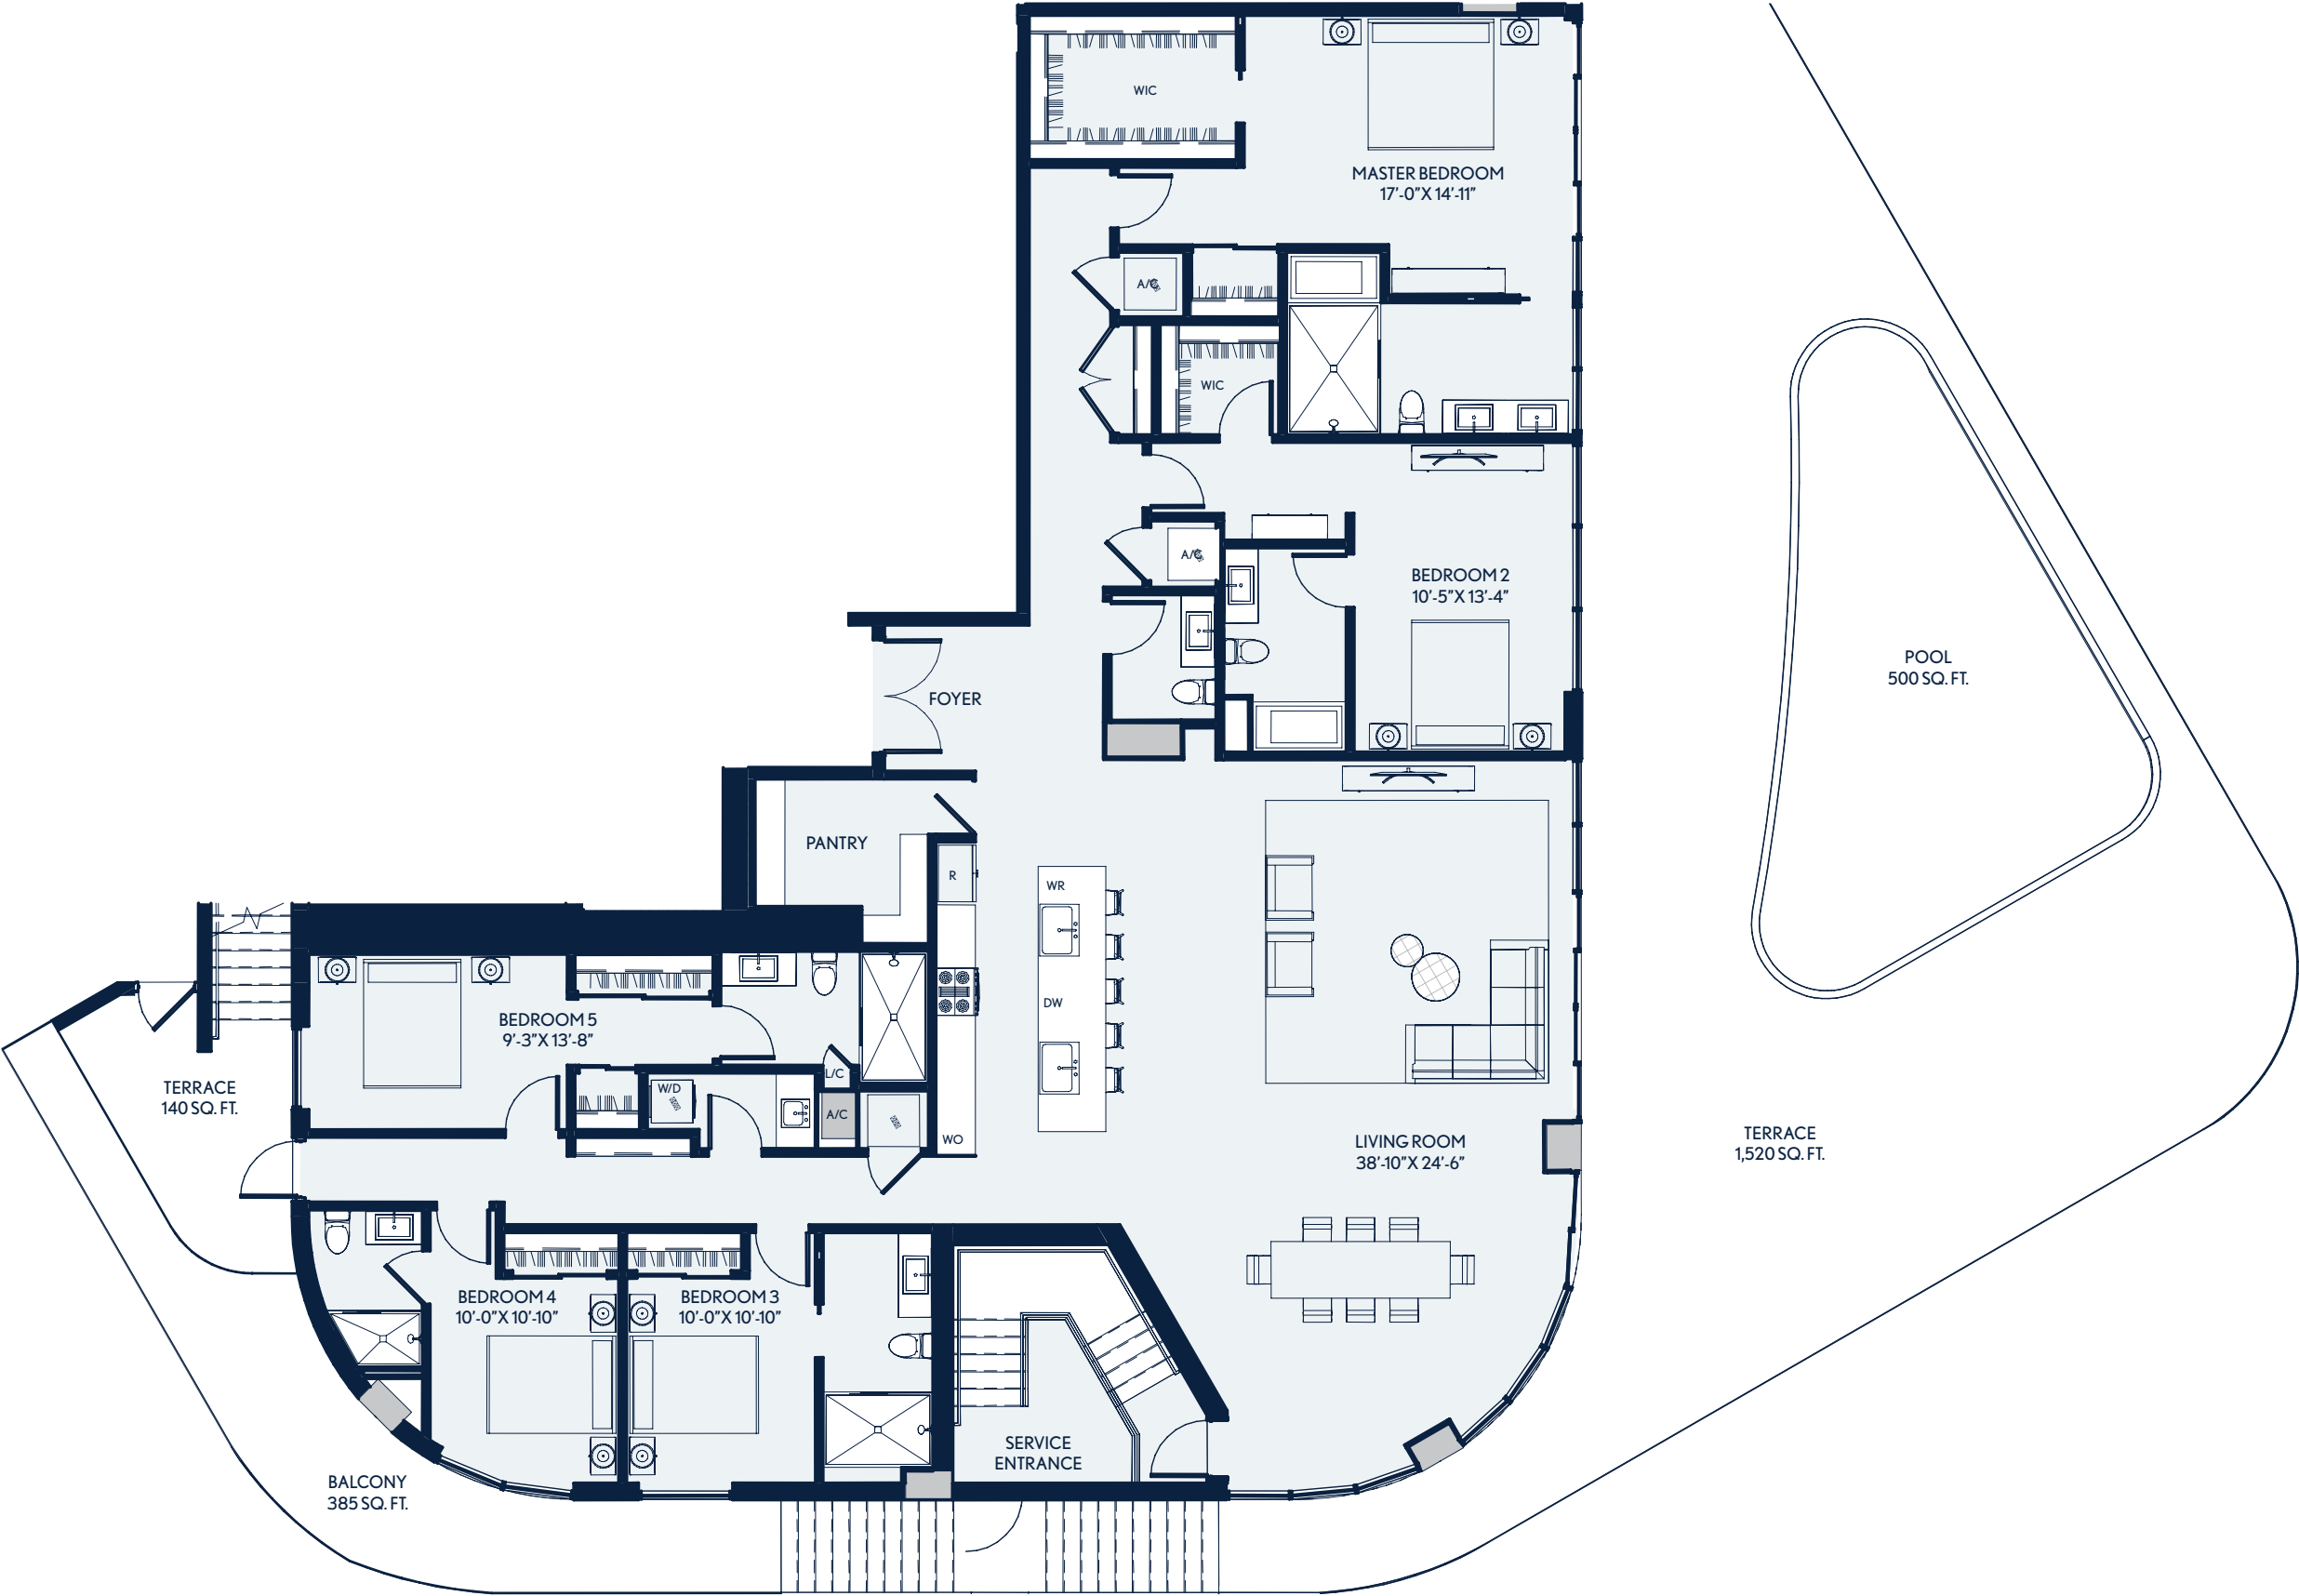 WIC
MASTER BEDROOM
17'-0"X 14'-11"
A/C
WIC
A/C
BEDROOM 2
10'-5"X 13'-4"
POOL
500 SQ. FT.
FOYER
PANTRY
R
WR
DW
WO
BEDROOM 5
9'-3"X 13'-8"
L/C
W/D
A/C
TERRACE
140 SQ. FT.
LIVING ROOM
38'-10"X 24'-6"
TERRACE
1,520 SQ. FT.
BEDROOM 4
10'-0"X 10'-10"
BEDROOM 3
10'-0"X 10'-10"
SERVICE
ENTRANCE
BALCONY
385 SQ. FT.